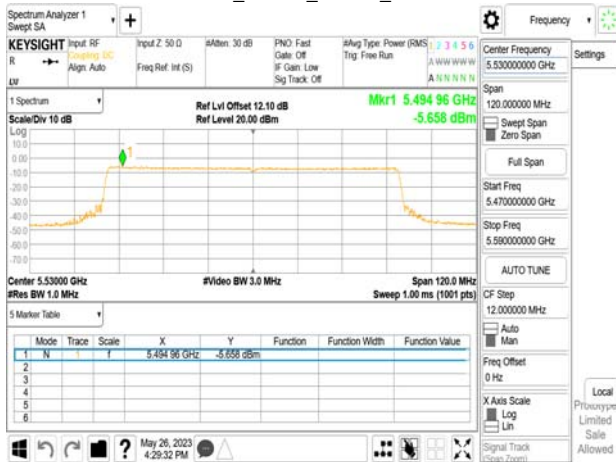 Spectrum Analyzer 1
Swept SA
+
Frequency
KEYSIGHT
Input: RF
Coupling: DC
Align: Auto
Input Z: 50 Ω
Freq Ref: Int (S)
#Atten: 30 dB
PNO: Fast
Gate: Off
IF Gain: Low
Sig Track: Off
#Avg Type: Power (RMS
Trig: Free Run
1 2 3 4 5 6
A W W W W W
A N N N N N
R
LV
Center Frequency
5.530000000 GHz
Settings
Span
120.000000 MHz
Swept Span
Zero Span
Full Span
Start Freq
5.470000000 GHz
Stop Freq
5.590000000 GHz
AUTO TUNE
CF Step
12.000000 MHz
Auto
Man
Freq Offset
0 Hz
X Axis Scale
Log
Lin
Signal Track
(Span Zoom)
Local
Prototype
Limited
Sale
Allowed
1 Spectrum
Scale/Div 10 dB
Ref Lvl Offset 12.10 dB
Ref Level 20.00 dBm
Mkr1 5.494 96 GHz
-5.658 dBm
Log
10.0
0.00
-10.0
-20.0
-30.0
-40.0
-50.0
-60.0
-70.0
1
Center 5.53000 GHz
#Res BW 1.0 MHz
#Video BW 3.0 MHz
Span 120.0 MHz
Sweep 1.00 ms (1001 pts)
5 Marker Table
Mode Trace Scale X Y Function Function Width Function Value
1 N 1 f 5.494 96 GHz -5.658 dBm
2
3
4
5
6
?
May 26, 2023
4:29:32 PM